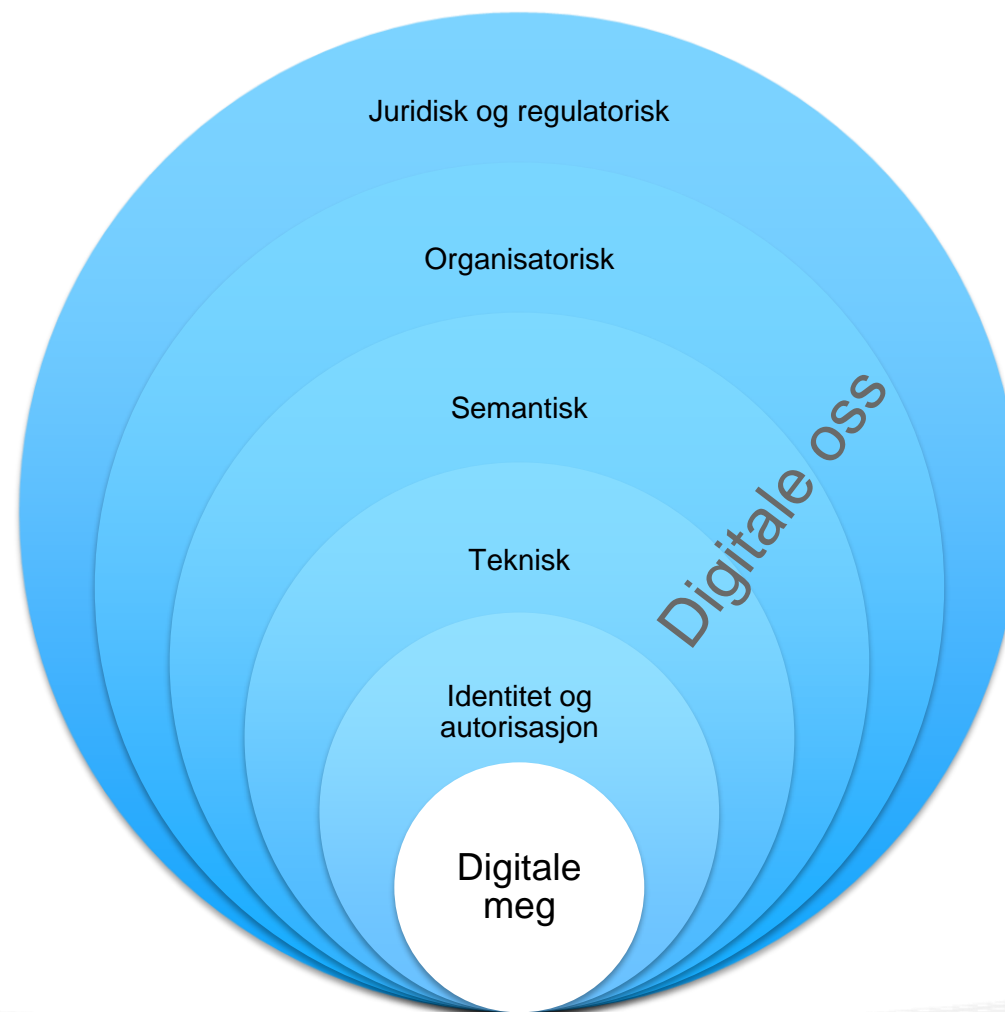 Juridisk og regulatorisk
Organisatorisk
Semantisk
Digitale oss
Teknisk
Identitet og
autorisasjon
Digitale
meg